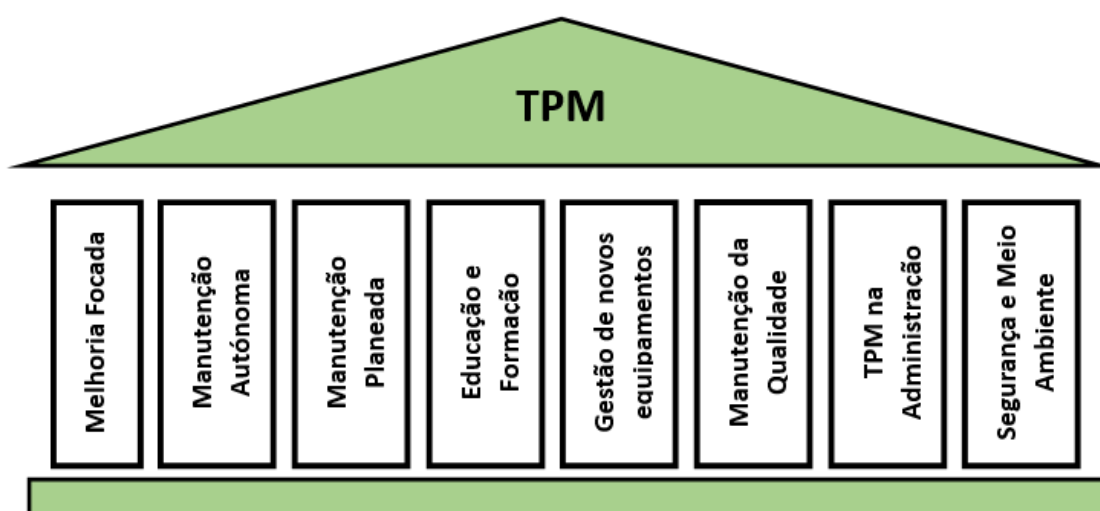 TPM
Melhoria Focada
Manutenção
Autónoma
Manutenção
Planeada
Educação e
Formação
Gestão de novos
equipamentos
Manutenção da
Qualidade
TPM na
Administração
Segurança e Meio
Ambiente